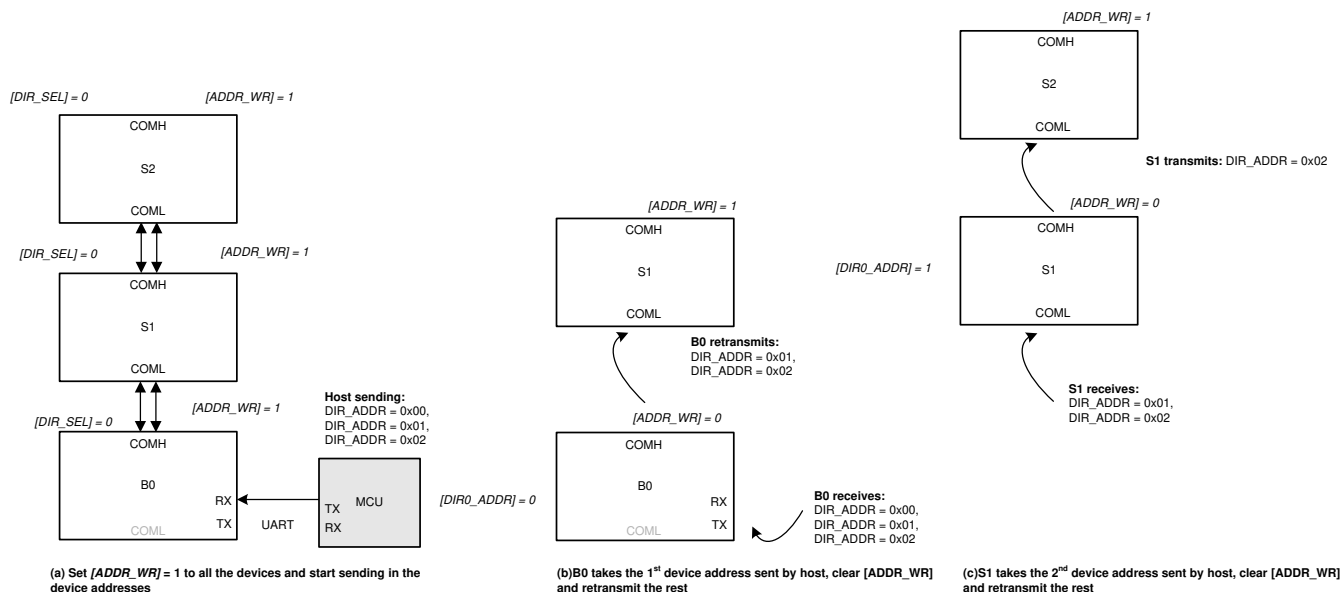 [DIR_SEL] = 0
[ADDR_WR] = 1
COMH
S2
COML
[DIR_SEL] = 0
[ADDR_WR] = 1
COMH
S1
COML
[DIR_SEL] = 0
[ADDR_WR] = 1
COMH
B0
RX
TX
COML
UART
Host sending:
DIR_ADDR = 0x00,
DIR_ADDR = 0x01,
DIR_ADDR = 0x02
MCU
TX
RX
(a) Set [ADDR_WR] = 1 to all the devices and start sending in the
device addresses
[ADDR_WR] = 1
COMH
S1
COML
B0 retransmits:
DIR_ADDR = 0x01,
DIR_ADDR = 0x02
[ADDR_WR] = 0
COMH
[DIR0_ADDR] = 0
B0
RX
TX
COML
B0 receives:
DIR_ADDR = 0x00,
DIR_ADDR = 0x01,
DIR_ADDR = 0x02
(b)B0 takes the 1st device address sent by host, clear [ADDR_WR]
and retransmit the rest
[ADDR_WR] = 1
COMH
S2
COML
S1 transmits: DIR_ADDR = 0x02
[ADDR_WR] = 0
COMH
[DIR0_ADDR] = 1
S1
COML
S1 receives:
DIR_ADDR = 0x01,
DIR_ADDR = 0x02
(c)S1 takes the 2nd device address sent by host, clear [ADDR_WR]
and retransmit the rest